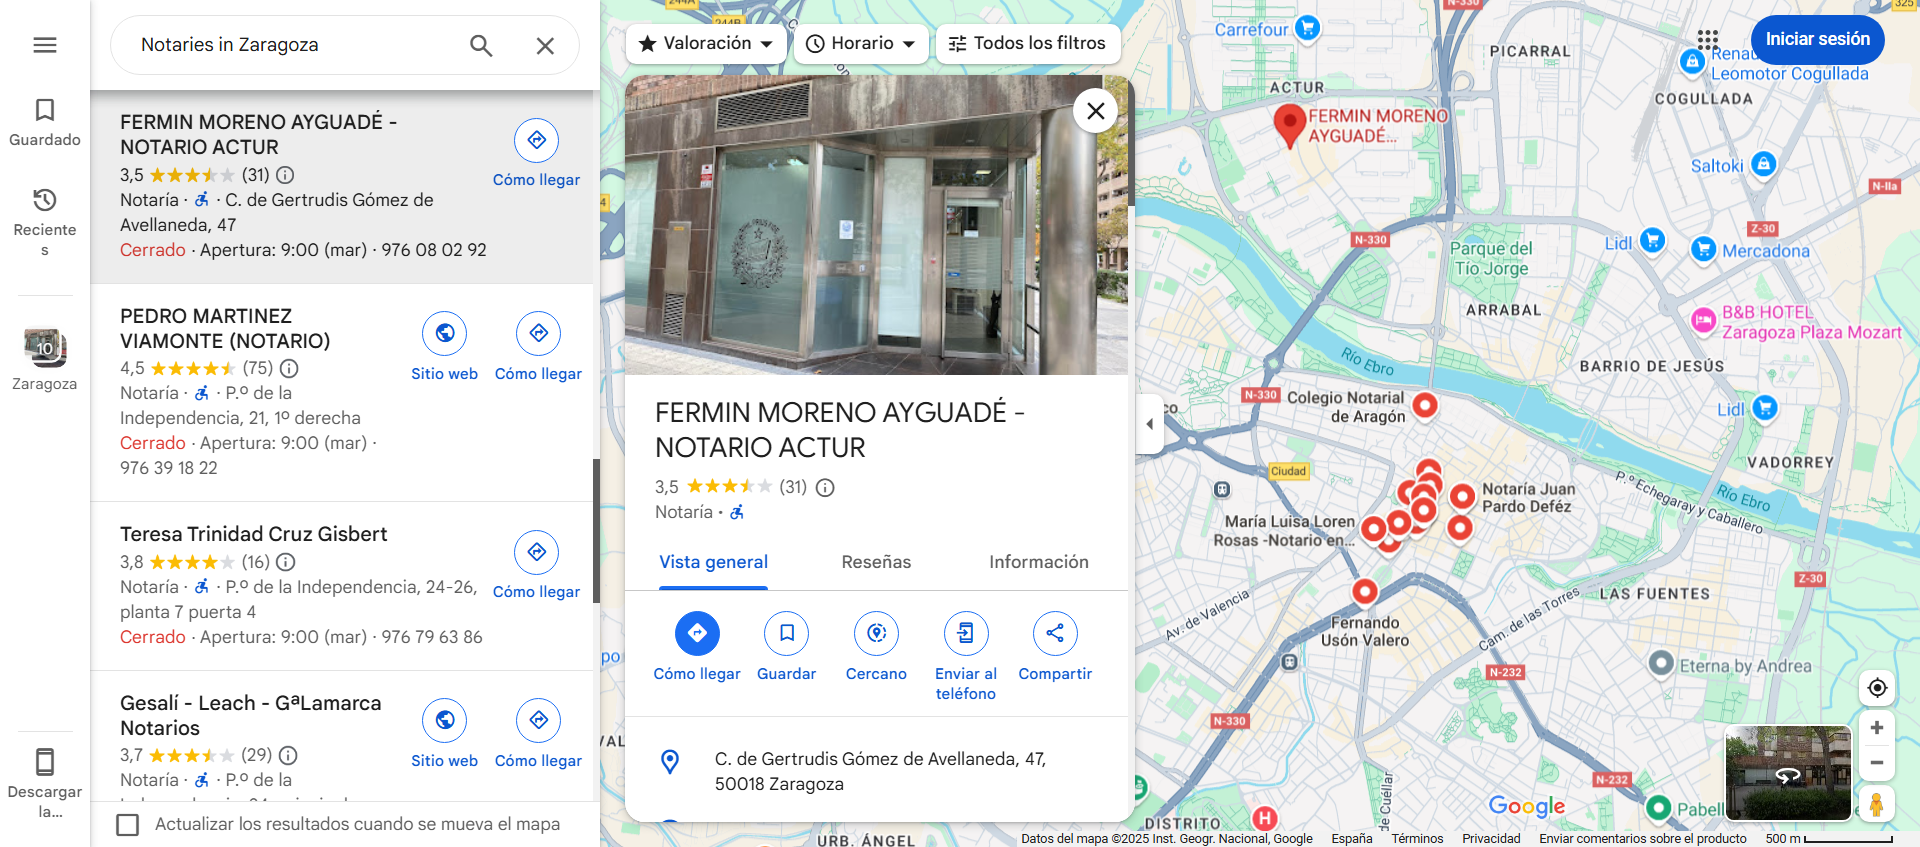 Notaries in Zaragoza
Guardado
Reciente
s
10
Zaragoza
Descargar
la...
FERMIN MORENO AYGUADÉ -
NOTARIO ACTUR
3,5 (31)
Notaría · · C. de Gertrudis Gómez de
Avellaneda, 47
Cerrado · Apertura: 9:00 (mar) · 976 08 02 92
Cómo llegar
PEDRO MARTINEZ
VIAMONTE (NOTARIO)
4,5 (75)
Notaría · · P.º de la
Independencia, 21, 1º derecha
Cerrado · Apertura: 9:00 (mar) ·
976 39 18 22
Sitio web
Cómo llegar
Teresa Trinidad Cruz Gisbert
3,8 (16)
Notaría · · P.º de la Independencia, 24-26,
planta 7 puerta 4
Cerrado · Apertura: 9:00 (mar) · 976 79 63 86
Cómo llegar
Gesalí - Leach - GªLamarca
Notarios
3,7 (29)
Notaría · · P.º de la
Sitio web
Cómo llegar
Actualizar los resultados cuando se mueva el mapa
Valoración
Horario
Todos los filtros
FERMIN MORENO AYGUADÉ -
NOTARIO ACTUR
3,5 (31)
Notaría ·
Vista general
Reseñas
Información
Cómo llegar
Guardar
Cercano
Enviar al
teléfono
Compartir
C. de Gertrudis Gómez de Avellaneda, 47,
50018 Zaragoza
Iniciar sesión
244A
244B
N-330
325
Carrefour
PICARRAL
Leomotor Cogullada
COGULLADA
ACTUR
FERMIN MORENO
AYGUADÉ...
Saltoki
N-IIa
Z-30
N-330
Parque del
Tío Jorge
Lidl
Mercadona
ARRABAL
B&B HOTEL
Zaragoza Plaza Mozart
Río Ebro
BARRIO DE JESÚS
N-330
Colegio Notarial
de Aragón
Lidl
Ciudad
VADORREY
Notaría Juan
Pardo Deféz
P.º Echegaray y Caballero
Río Ebro
María Luisa Loren
Rosas -Notario en...
Z-30
LAS FUENTES
Av. de Valencia
Fernando
Usón Valero
Cam. de las Torres
Eterna by Andrea
N-232
N-330
N-232
DISTRITO
URB. ÁNGEL
Google
Datos del mapa ©2025 Inst. Geogr. Nacional, Google
España
Términos
Privacidad
Enviar comentarios sobre el producto
500 m